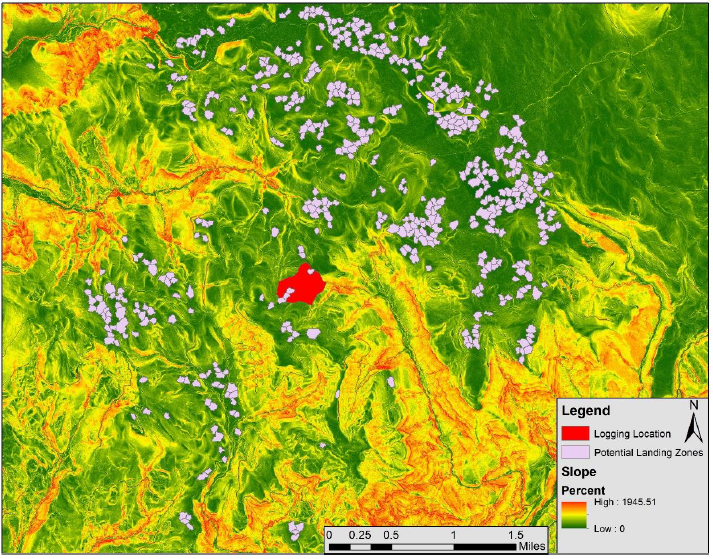 Legend
N
Logging Location
Potential Landing Zones
Slope
Percent
High : 1945.51
Low : 0
0 0.25 0.5 1 1.5
Miles